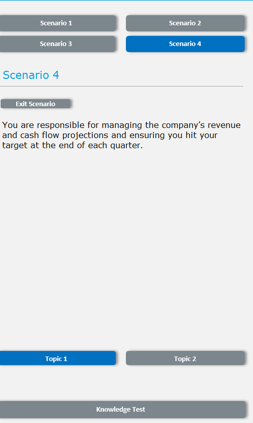 Scenario 1
Scenario 2
Scenario 3
Scenario 4
Scenario 4
Exit Scenario
You are responsible for managing the company's revenue
and cash flow projections and ensuring you hit your
target at the end of each quarter.
Topic 1
Topic 2
Knowledge Test